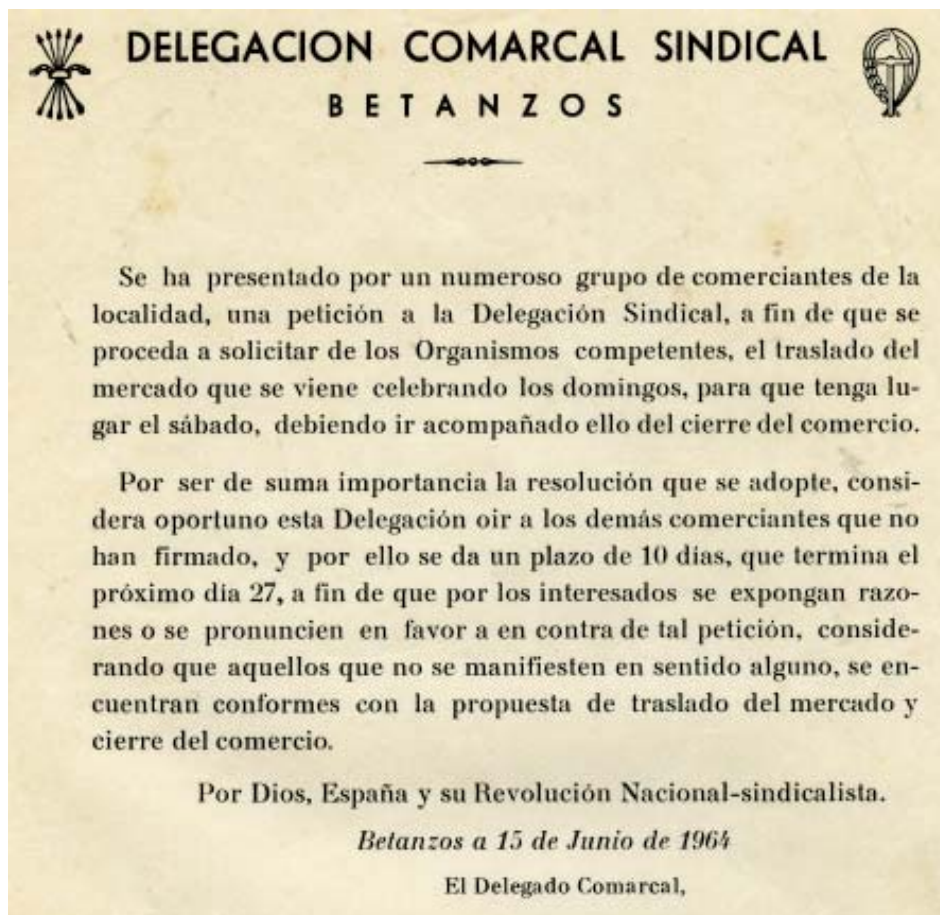 DELEGACION COMARCAL SINDICAL
BETANZOS
Se ha presentado por un numeroso grupo de comerciantes de la
localidad, una petición a la Delegación Sindical, a fin de que se
proceda a solicitar de los Organismos competentes, el traslado del
mercado que se viene celebrando los domingos, para que tenga lu-
gar el sábado, debiendo ir acompañado ello del cierre del comercio.
Por ser de suma importancia la resolución que se adopte, consi-
dera oportuno esta Delegación oir a los demás comerciantes que no
han firmado, y por ello se da un plazo de 10 días, que termina el
próximo día 27, a fin de que por los interesados se expongan razo-
nes o se pronuncien en favor a en contra de tal petición, conside-
rando que aquellos que no se manifiesten en sentido alguno, se en-
cuentran conformes con la propuesta de traslado del mercado y
cierre del comercio.
Por Dios, España y su Revolución Nacional-sindicalista.
Betanzos a 15 de Junio de 1964
El Delegado Comarcal,